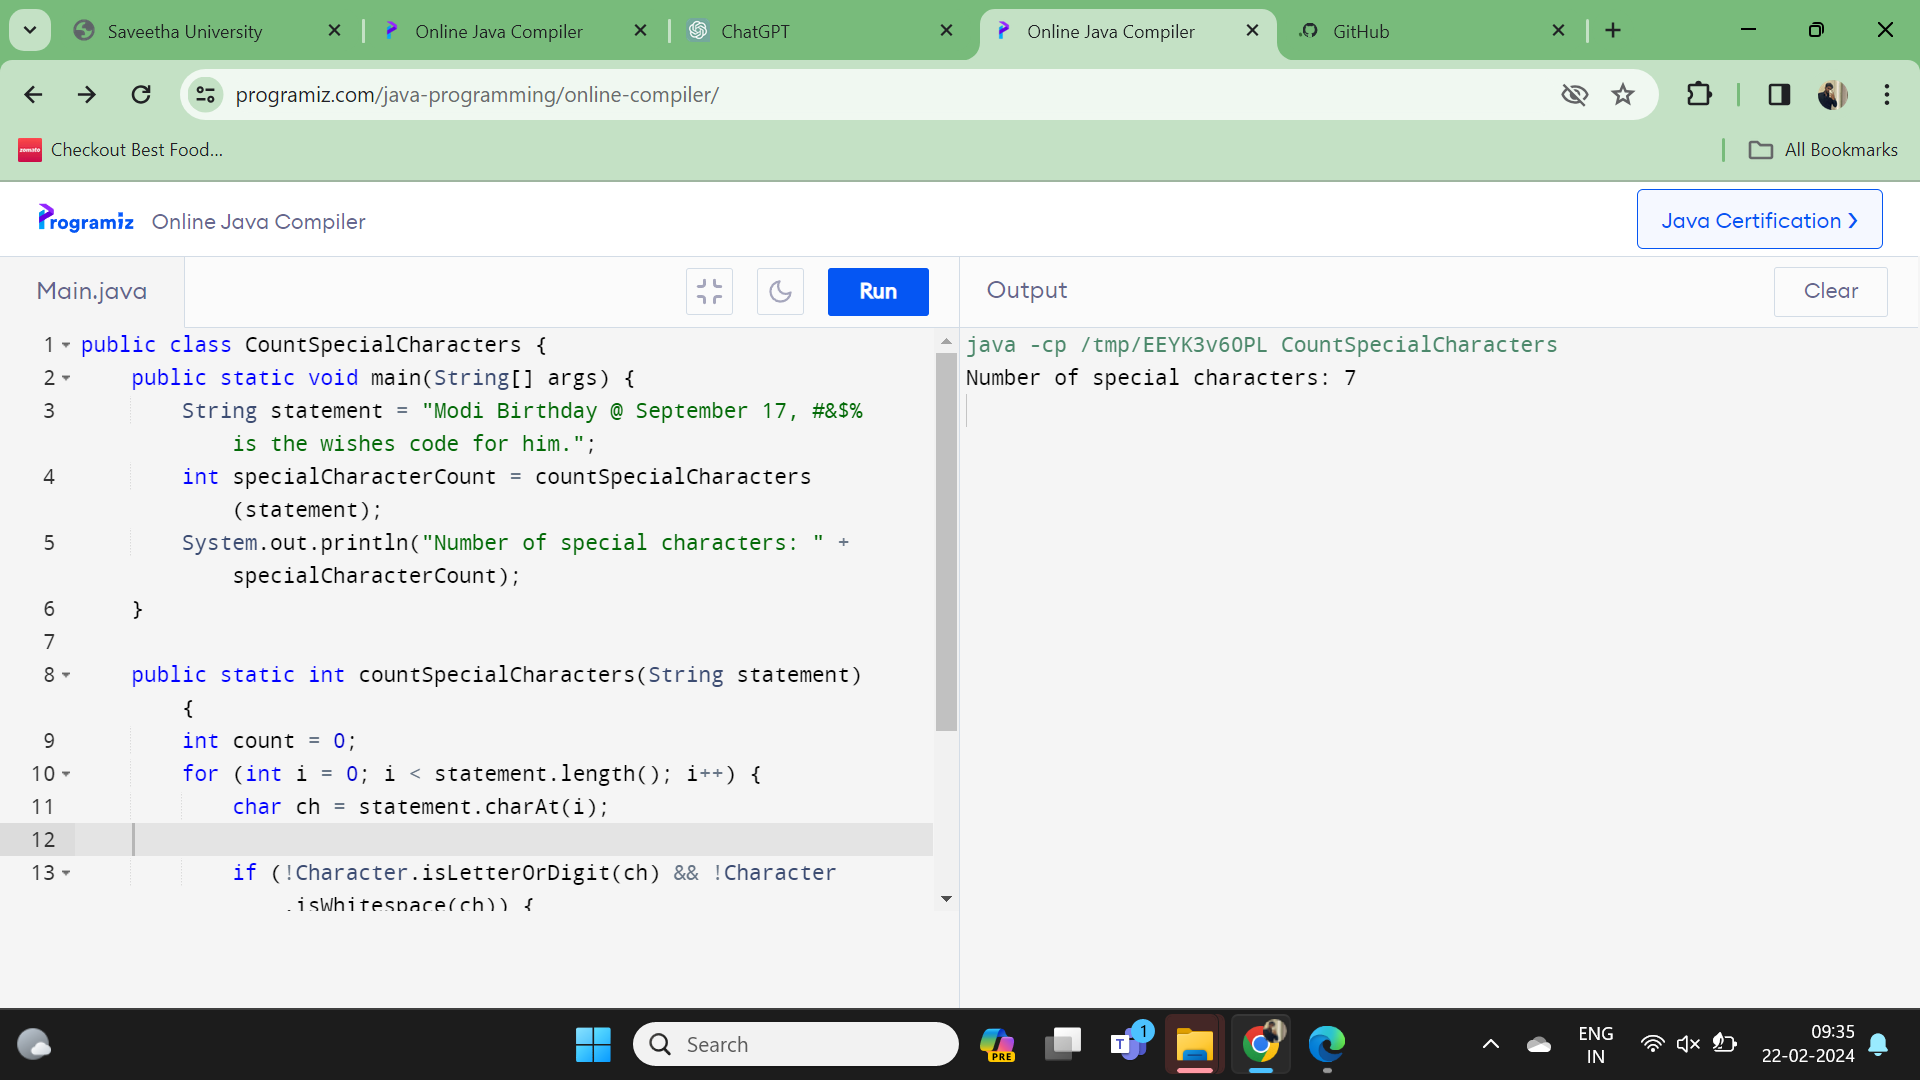 Saveetha University
Online Java Compiler
ChatGPT
Online Java Compiler
GitHub
programiz.com/java-programming/online-compiler/
zomato
Checkout Best Food...
All Bookmarks
Programiz Online Java Compiler
Java Certification >
Main.java
Run
Output
Clear
1 public class CountSpecialCharacters {
2 public static void main(String[] args) {
3 String statement = "Modi Birthday @ September 17, #&$%
is the wishes code for him.";
4 int specialCharacterCount = countSpecialCharacters
(statement);
5 System.out.println("Number of special characters: " +
specialCharacterCount);
6 }
7
8 public static int countSpecialCharacters(String statement)
{
9 int count = 0;
10 for (int i = 0; i < statement.length(); i++) {
11 char ch = statement.charAt(i);
12
13 if (!Character.isLetterOrDigit(ch) && !Character
.isWhitespace(ch)) {
java -cp /tmp/EEYK3v6OPL CountSpecialCharacters
Number of special characters: 7
Search
PRE
T
1
ENG
IN
09:35
22-02-2024